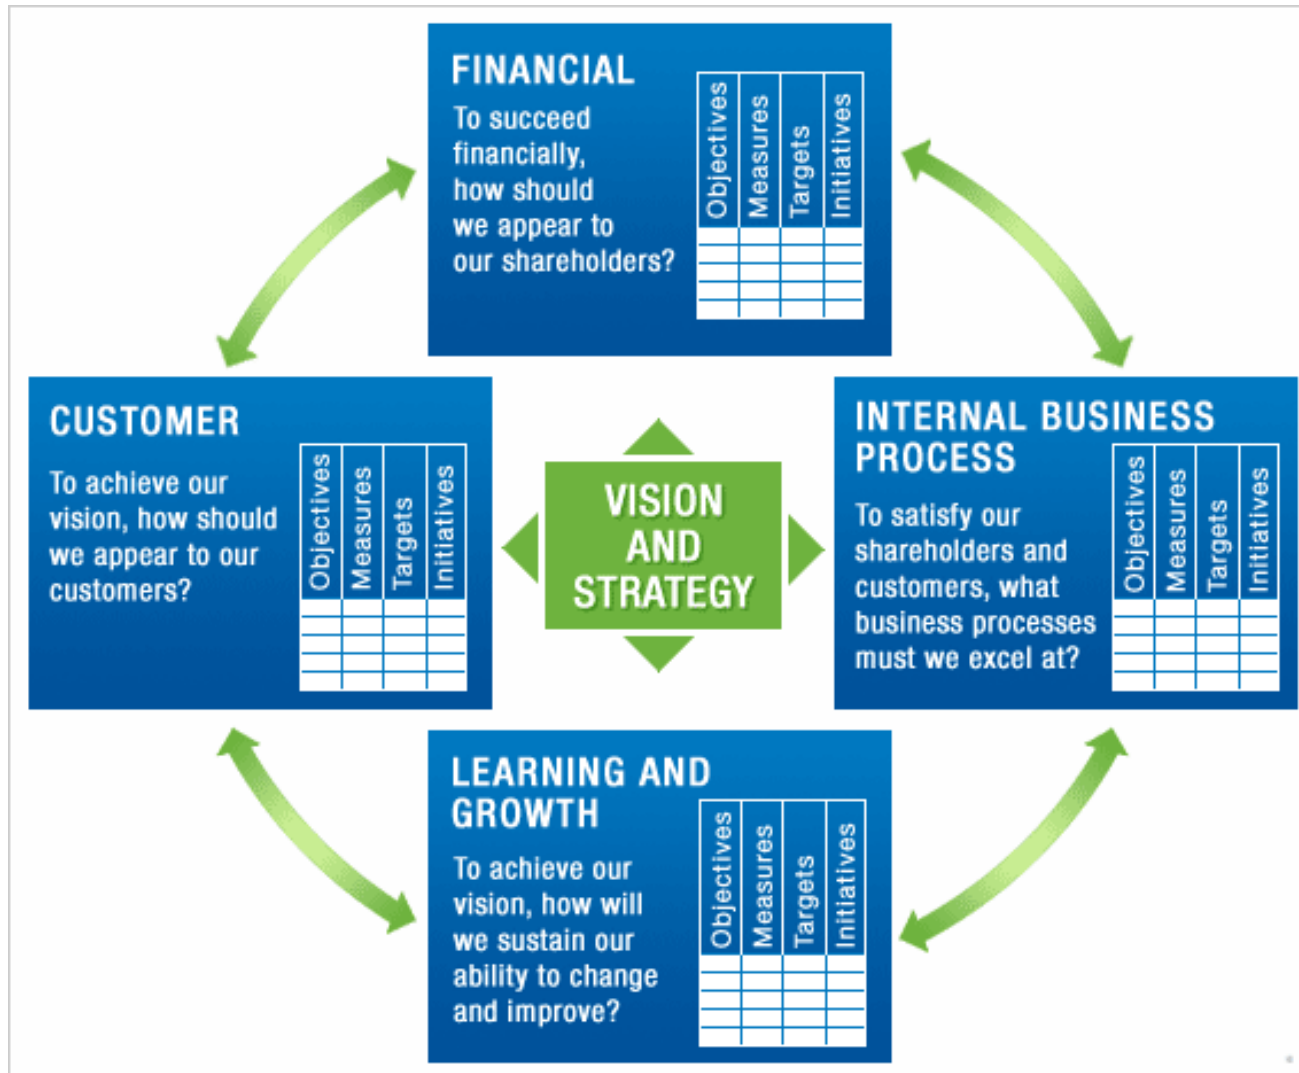 FINANCIAL
To succeed
financially,
how should
we appear to
our shareholders?
Objectives
Measures
Targets
Initiatives
CUSTOMER
To achieve our
vision, how should
we appear to our
customers?
Objectives
Measures
Targets
Initiatives
VISION
AND
STRATEGY
INTERNAL BUSINESS
PROCESS
To satisfy our
shareholders and
customers, what
business processes
must we excel at?
Objectives
Measures
Targets
Initiatives
LEARNING AND
GROWTH
To achieve our
vision, how will
we sustain our
ability to change
and improve?
Objectives
Measures
Targets
Initiatives